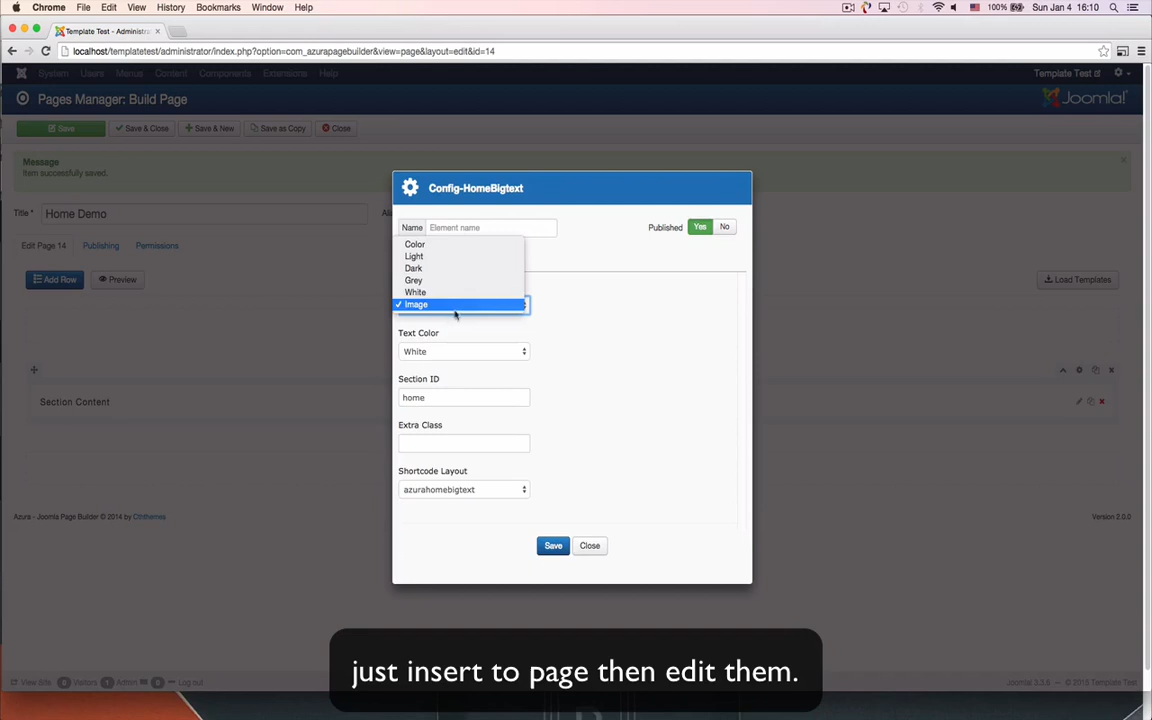 Chrome File Edit View History Bookmarks Window Help 100% Sun Jan 4 16:10
Template Test - Administra
localhost/templatetest/administrator/index.php?option=com_azurapagebuilder&view=page&layout=edit&id=14
System Users Menus Content Components Extensions Help Template Test
Pages Manager: Build Page Joomla!
Save Save & Close Save & New Save as Copy Close
Message
Item successfully saved.
Config-HomeBigtext
Title * Home Demo
Name Element name Published Yes No
Edit Page 14 Publishing Permissions
Color
Light
Dark
Grey
White
Image
Add Row Preview Load Templates
Text Color
White
Section ID
home
Section Content
Extra Class
Shortcode Layout
azurahomebigtext
Azura - Joomla Page Builder © 2014 by Cththemes Version 2.0.0
Save Close
just insert to page then edit them.
View Site 0 Visitors 1 Admin 0 Log out Joomla! 3.3.6 — © 2015 Template Test